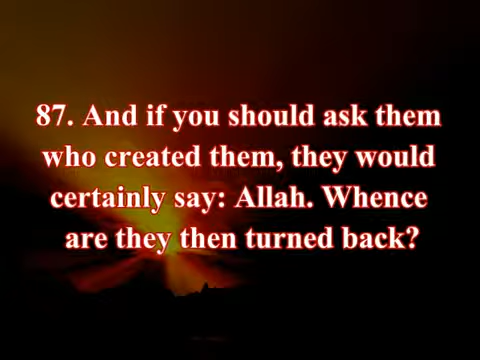 87. And if you should ask them
who created them, they would
certainly say: Allah. Whence
are they then turned back?